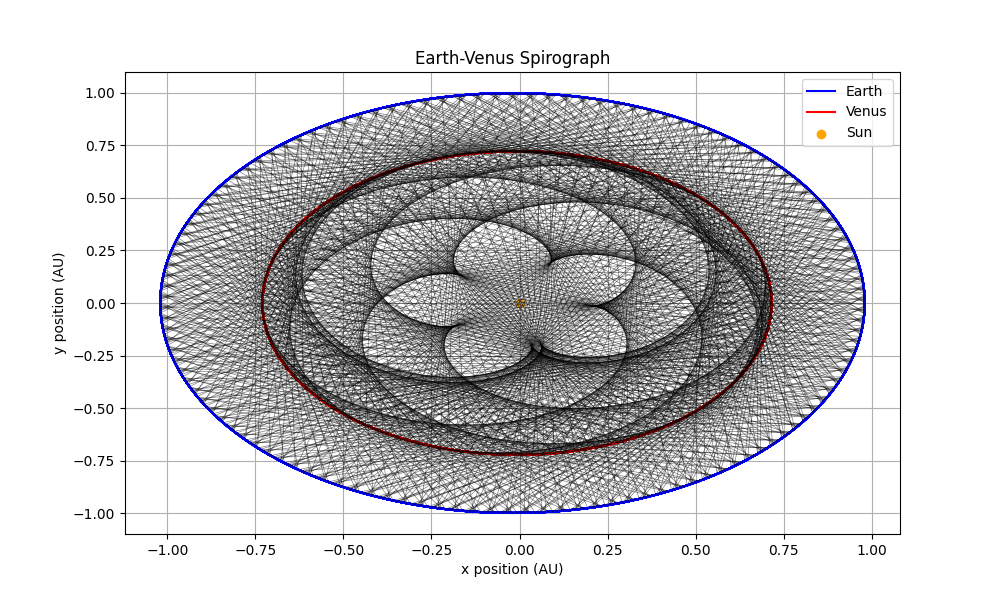 Earth-Venus Spirograph
Earth
Venus
Sun
1.00
0.75
0.50
0.25
0.00
−0.25
−0.50
−0.75
−1.00
y position (AU)
−1.00 −0.75 −0.50 −0.25 0.00 0.25 0.50 0.75 1.00
x position (AU)